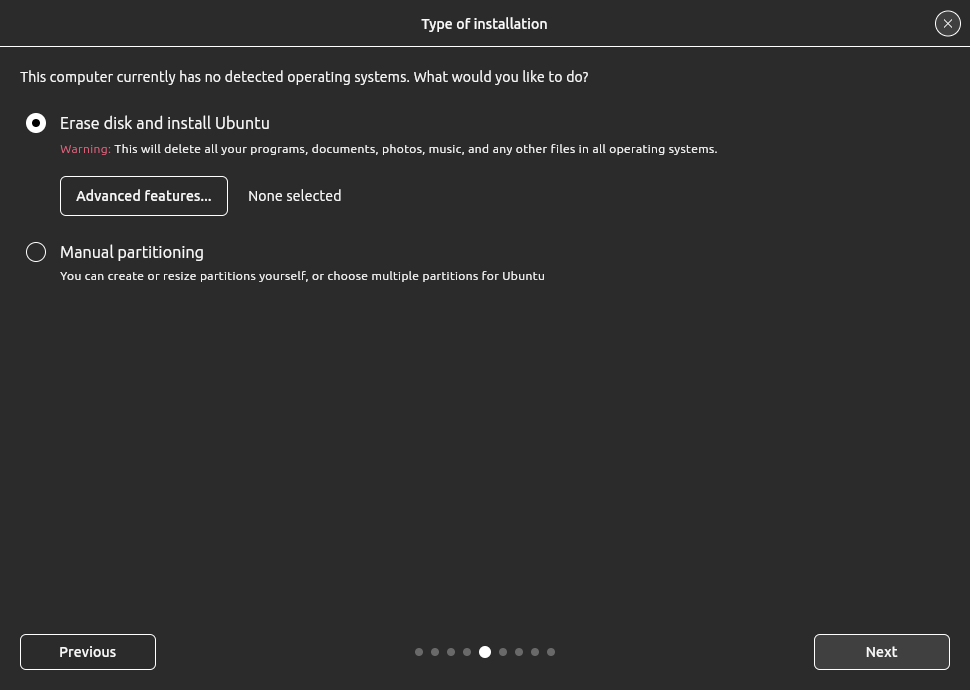 Type of installation
This computer currently has no detected operating systems. What would you like to do?
Erase disk and install Ubuntu
Warning: This will delete all your programs, documents, photos, music, and any other files in all operating systems.
Advanced features... None selected
Manual partitioning
You can create or resize partitions yourself, or choose multiple partitions for Ubuntu
Previous Next